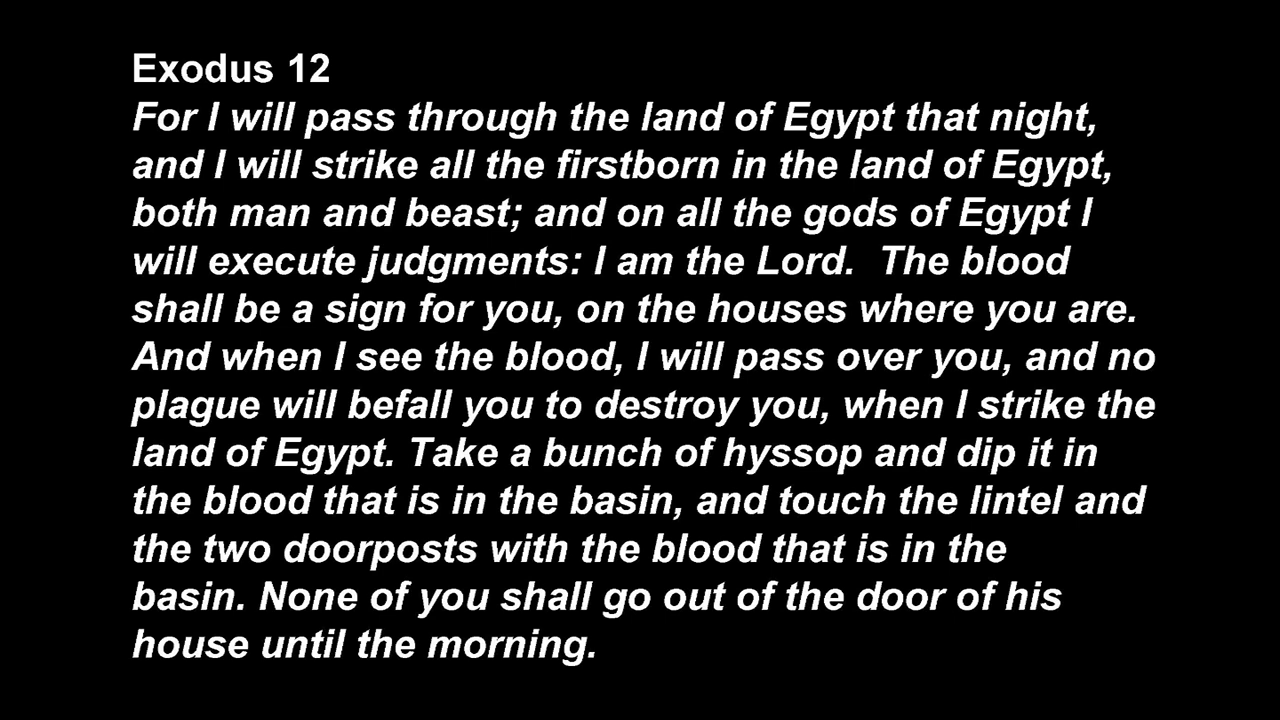 Exodus 12
For I will pass through the land of Egypt that night,
and I will strike all the firstborn in the land of Egypt,
both man and beast; and on all the gods of Egypt I
will execute judgments: I am the Lord.  The blood
shall be a sign for you, on the houses where you are.
And when I see the blood, I will pass over you, and no
plague will befall you to destroy you, when I strike the
land of Egypt. Take a bunch of hyssop and dip it in
the blood that is in the basin, and touch the lintel and
the two doorposts with the blood that is in the
basin. None of you shall go out of the door of his
house until the morning.